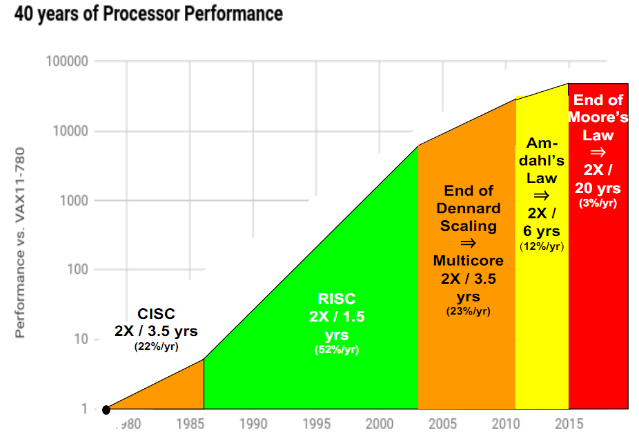 40 years of Processor Performance
Performance vs. VAX11-780
100000
10000
1000
100
10
1
CISC
2X / 3.5 yrs
(22%/yr)
RISC
2X / 1.5
yrs
(52%/yr)
End of
Dennard
Scaling
⇒
Multicore
2X / 3.5
yrs
(23%/yr)
Am-
dahl's
Law
⇒
2X /
6 yrs
(12%/yr)
End of
Moore's
Law
⇒
2X /
20 yrs
(3%/yr)
1985 1990 1995 2000 2005 2010 2015